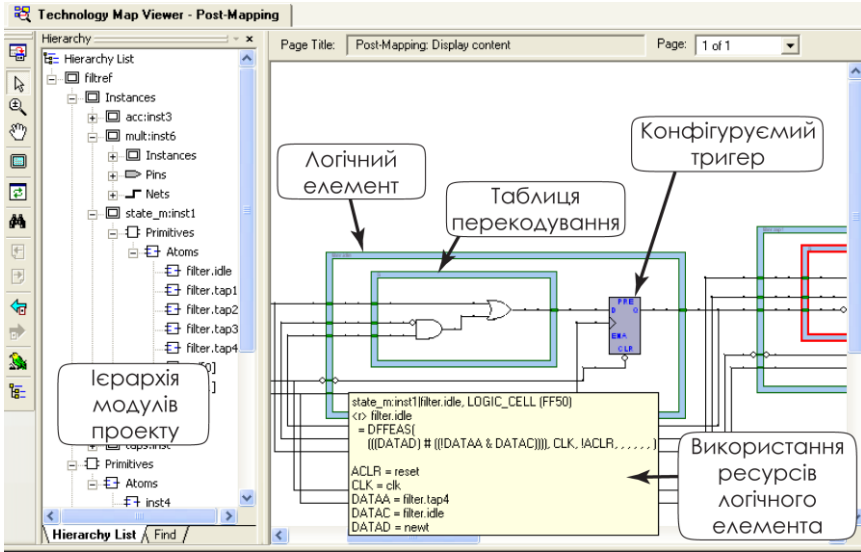 Technology Map Viewer - Post-Mapping
Hierarchy
Hierarchy List
filtref
Instances
acc:inst3
mult:inst6
Instances
Pins
Nets
state_m:inst1
Primitives
Atoms
filter.idle
filter.tap1
filter.tap2
filter.tap3
filter.tap4
Ієрархія
модулів
проекту
Primitives
Atoms
inst4
Hierarchy List
Find
Page Title:
Post-Mapping: Display content
Page:
1 of 1
Логічний
елемент
Таблиця
перекодування
Конфігуруємий
тригер
PRE
D
Q
ENA
CLR
state_m:inst1|filter.idle, LOGIC_CELL (FF50)
<r> filter.idle
= DFFEAS(
(((DATAD) # ((!DATAA & DATAC)))), CLK, !ACLR, , , , , , )
ACLR = reset
CLK = clk
DATAA = filter.tap4
DATAC = filter.idle
DATAD = newt
Використання
ресурсів
логічного
елемента